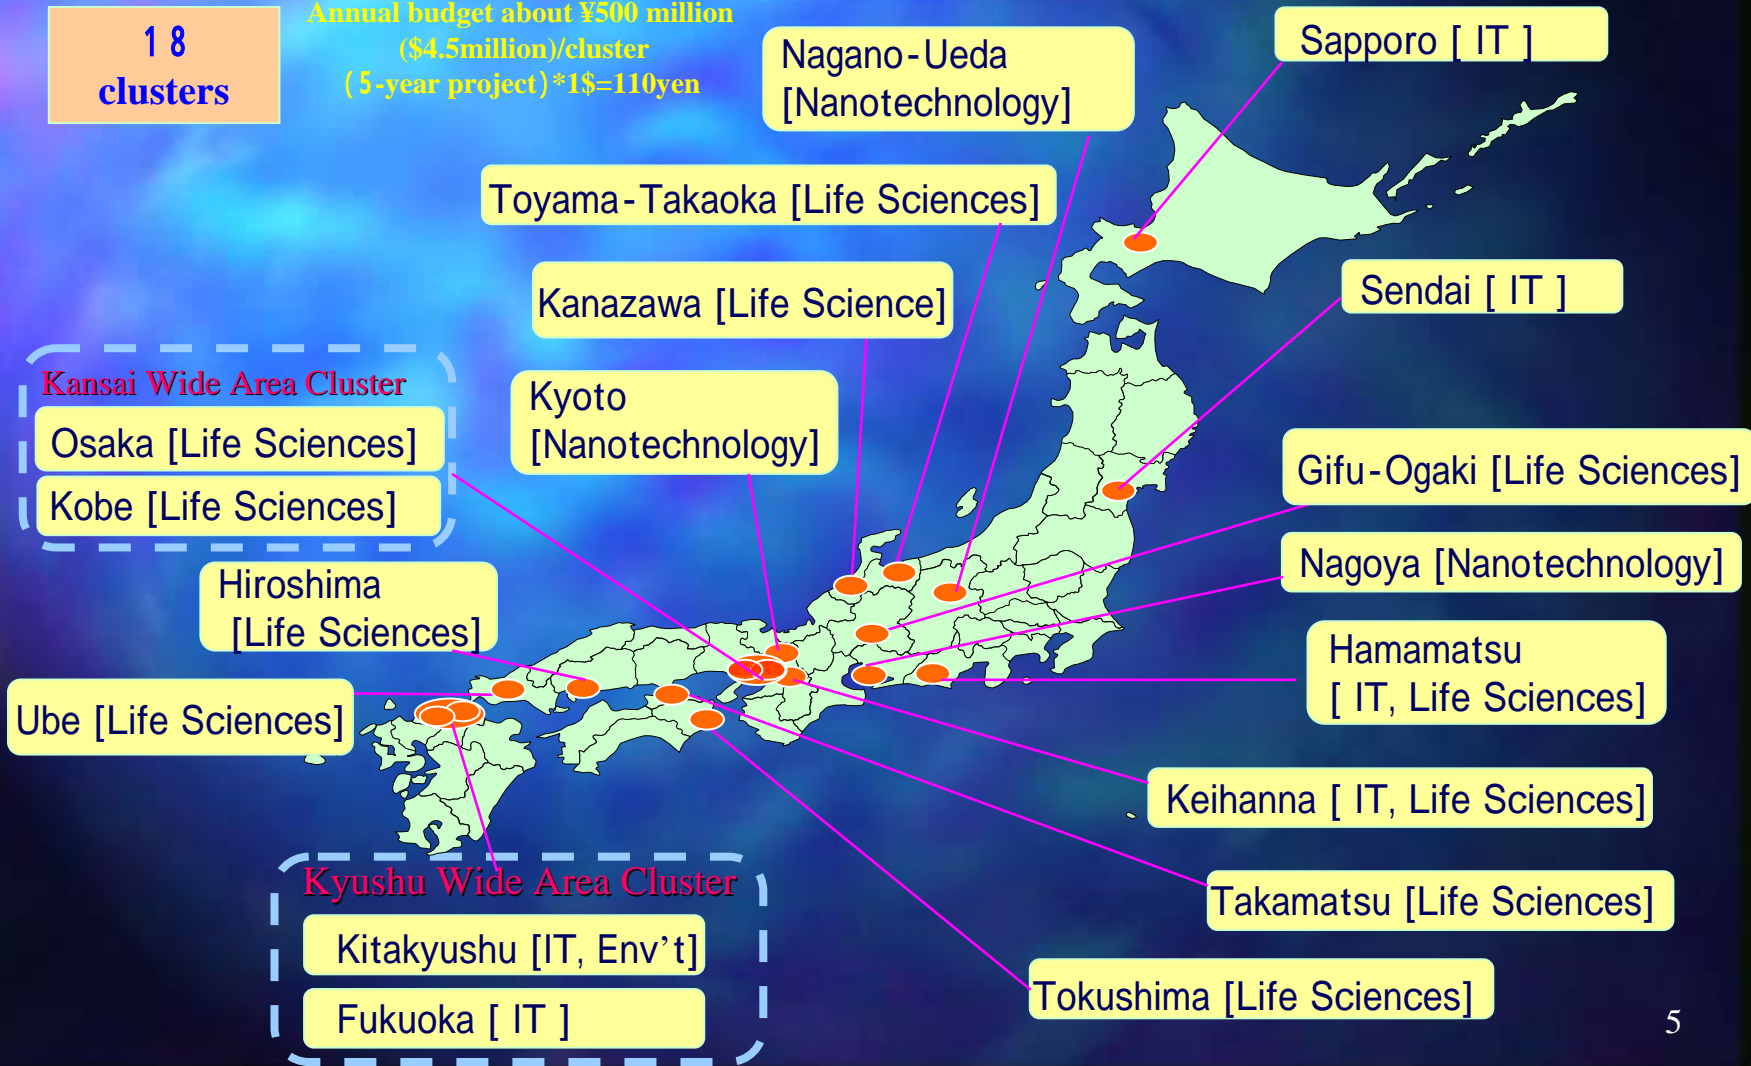 18
clusters
Annual budget about ¥500 million
($4.5million)/cluster
(5-year project)*1$=110yen
Nagano-Ueda
[Nanotechnology]
Sapporo [ IT ]
Toyama-Takaoka [Life Sciences]
Kanazawa [Life Science]
Sendai [ IT ]
Kansai Wide Area Cluster
Osaka [Life Sciences]
Kobe [Life Sciences]
Kyoto
[Nanotechnology]
Gifu-Ogaki [Life Sciences]
Nagoya [Nanotechnology]
Hiroshima
[Life Sciences]
Hamamatsu
[ IT, Life Sciences]
Ube [Life Sciences]
Keihanna [ IT, Life Sciences]
Takamatsu [Life Sciences]
Kyushu Wide Area Cluster
Kitakyushu [IT, Env’t]
Fukuoka [ IT ]
Tokushima [Life Sciences]
5